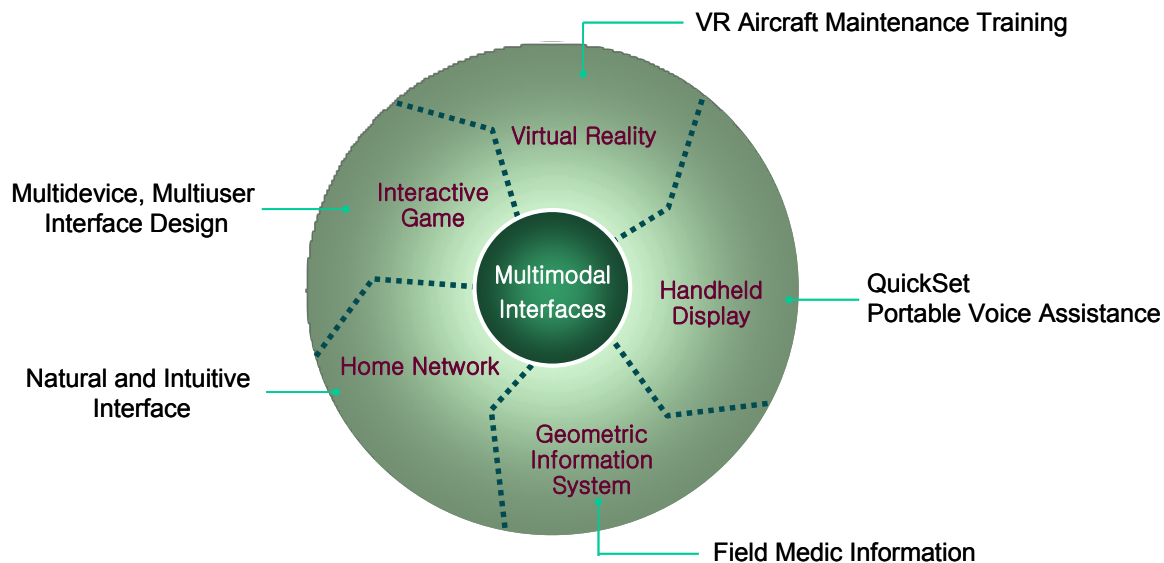 VR Aircraft Maintenance Training
Virtual Reality
Multidevice, Multiuser
Interface Design
Interactive
Game
Multimodal
Interfaces
Handheld
Display
QuickSet
Portable Voice Assistance
Home Network
Natural and Intuitive
Interface
Geometric
Information
System
Field Medic Information